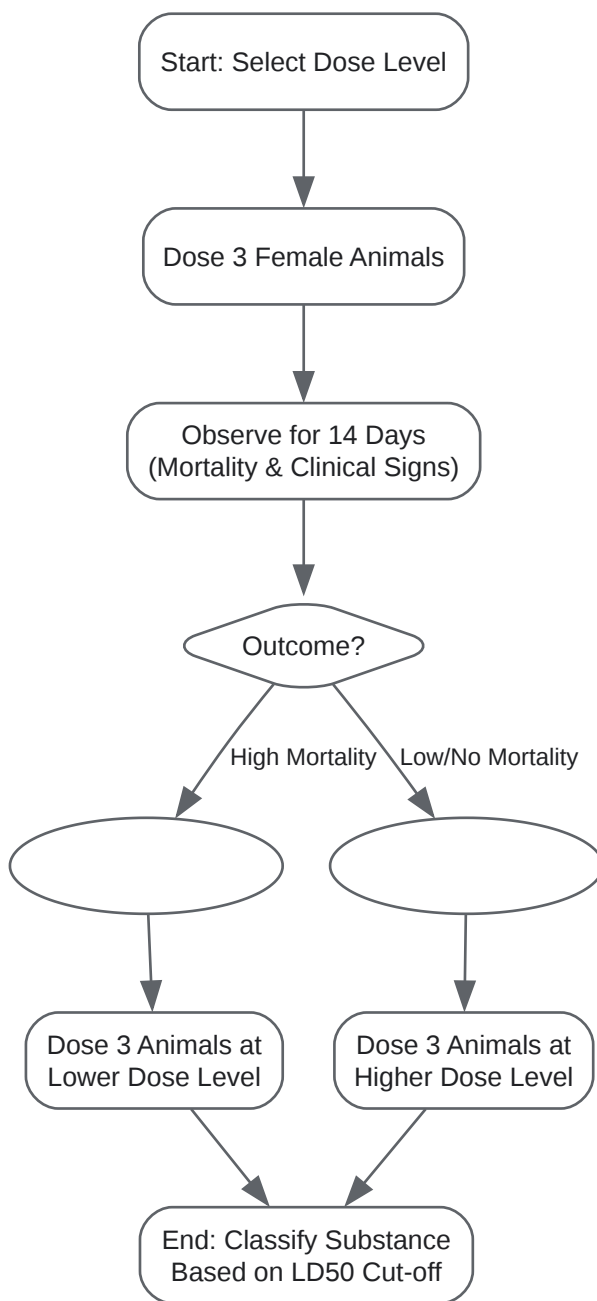 Start: Select Dose Level
Dose 3 Female Animals
Observe for 14 Days
(Mortality & Clinical Signs)
Outcome?
High Mortality
Low/No Mortality
Dose 3 Animals at
Lower Dose Level
Dose 3 Animals at
Higher Dose Level
End: Classify Substance
Based on LD50 Cut-off